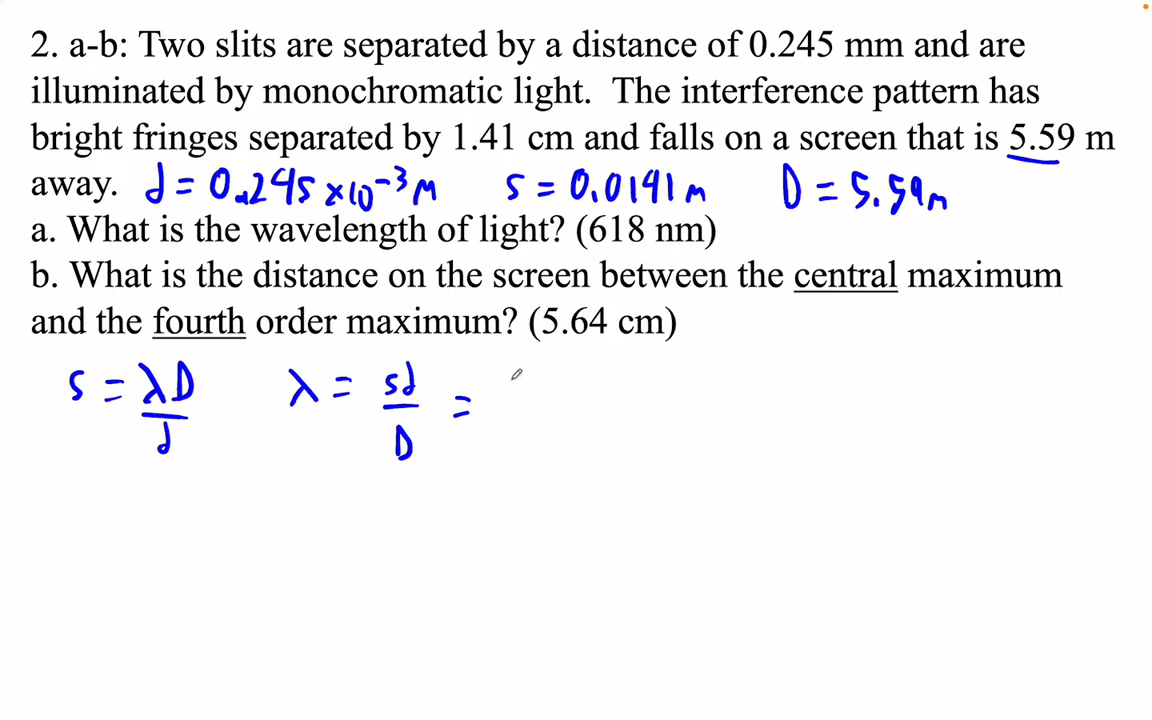 2. a-b: Two slits are separated by a distance of 0.245 mm and are
illuminated by monochromatic light. The interference pattern has
bright fringes separated by 1.41 cm and falls on a screen that is 5.59 m
away. d = 0.245 x10⁻³ M s = 0.0141 m D = 5.59m
a. What is the wavelength of light? (618 nm)
b. What is the distance on the screen between the central maximum
and the fourth order maximum? (5.64 cm)
s = λD/d λ = sd/D =